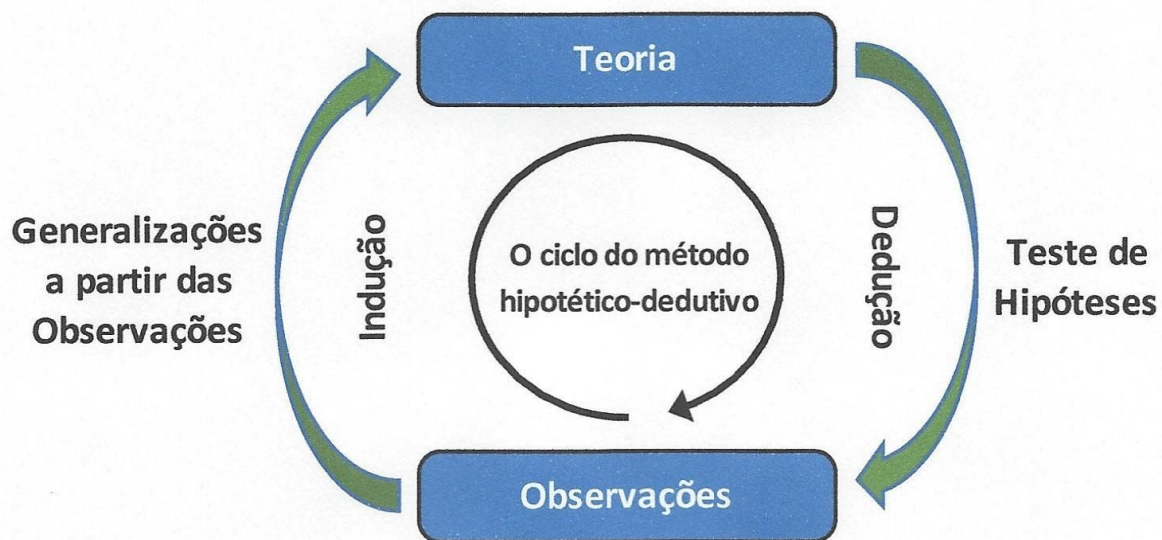 Teoria
Generalizações
a partir das
Observações
Indução
O ciclo do método
hipotético-dedutivo
Dedução
Teste de
Hipóteses
Observações